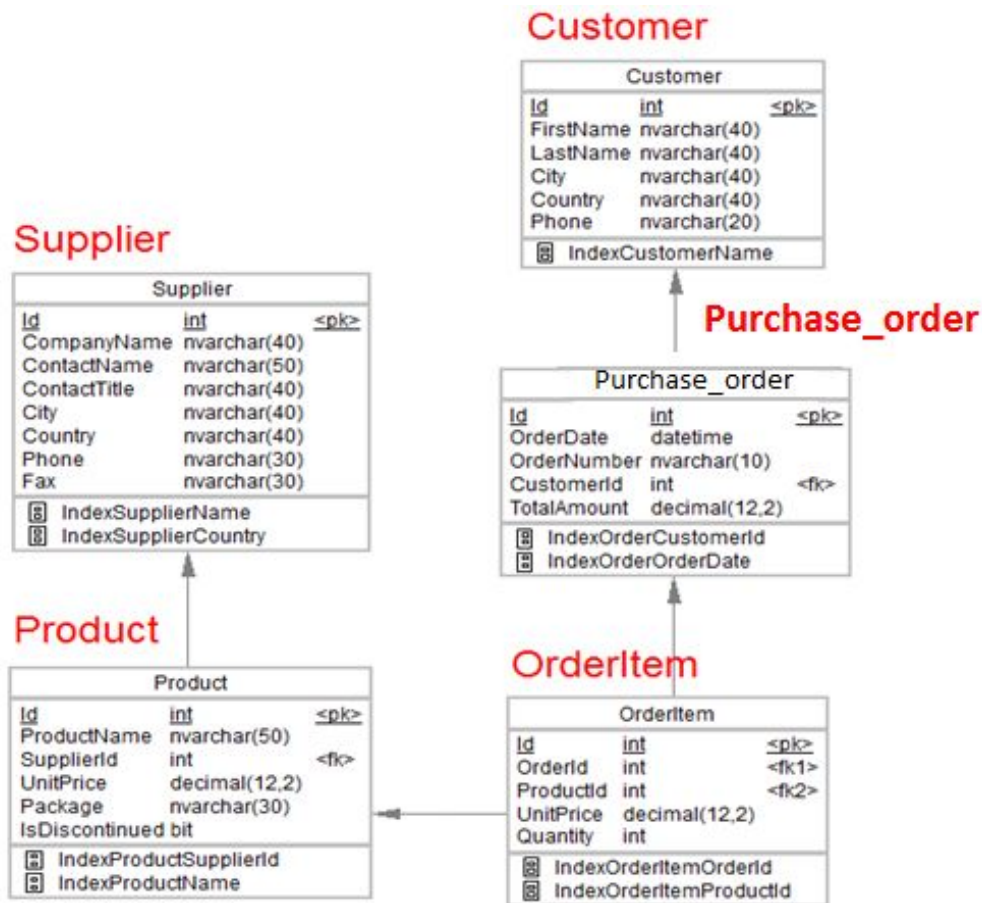 Customer
Customer
Id int <pk>
FirstName nvarchar(40)
LastName nvarchar(40)
City nvarchar(40)
Country nvarchar(40)
Phone nvarchar(20)
IndexCustomerName
Supplier
Supplier
Id int <pk>
CompanyName nvarchar(40)
ContactName nvarchar(50)
ContactTitle nvarchar(40)
City nvarchar(40)
Country nvarchar(40)
Phone nvarchar(30)
Fax nvarchar(30)
IndexSupplierName
IndexSupplierCountry
Purchase_order
Purchase_order
Id int <pk>
OrderDate datetime
OrderNumber nvarchar(10)
CustomerId int <fk>
TotalAmount decimal(12,2)
IndexOrderCustomerId
IndexOrderOrderDate
Product
Product
Id int <pk>
ProductName nvarchar(50)
SupplierId int <fk>
UnitPrice decimal(12,2)
Package nvarchar(30)
IsDiscontinued bit
IndexProductSupplierId
IndexProductName
OrderItem
OrderItem
Id int <pk>
OrderId int <fk1>
ProductId int <fk2>
UnitPrice decimal(12,2)
Quantity int
IndexOrderItemOrderId
IndexOrderItemProductId